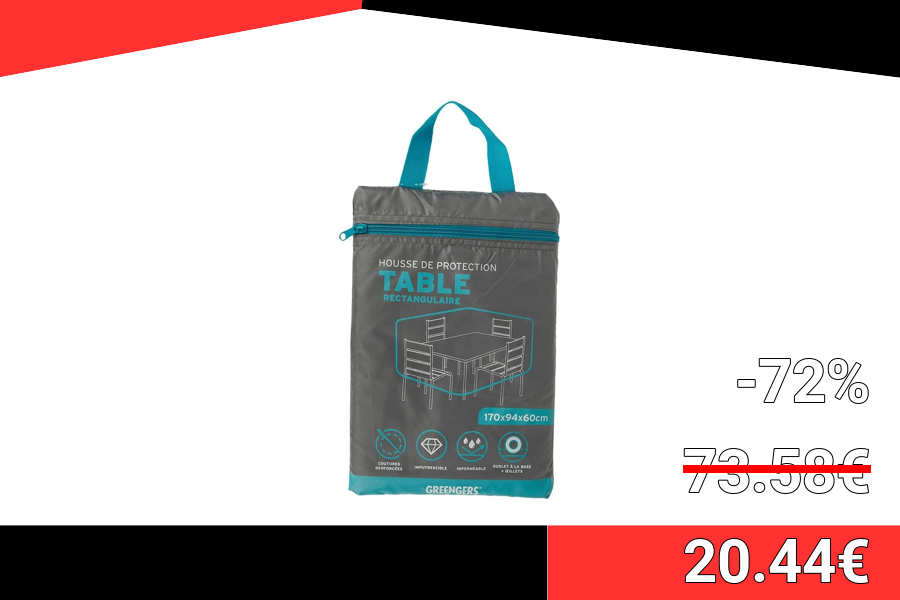 HOUSSE DE PROTECTION
TABLE
RECTANGULAIRE
170x94x60cm
COUTURES
RENFORCÉES
IMPUTRESCIBLE
IMPERMÉABLE
OURLET À LA BASE
+ ŒILLETS
GREENGERS®
-72%
73.58€
20.44€